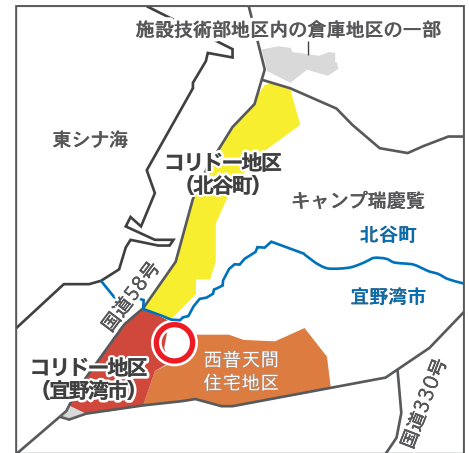 施設技術部地区内の倉庫地区の一部
東シナ海
コリドー地区
(北谷町)
キャンプ瑞慶覧
北谷町
国道58号
宜野湾市
コリドー地区
(宜野湾市)
西普天間
住宅地区
国道330号